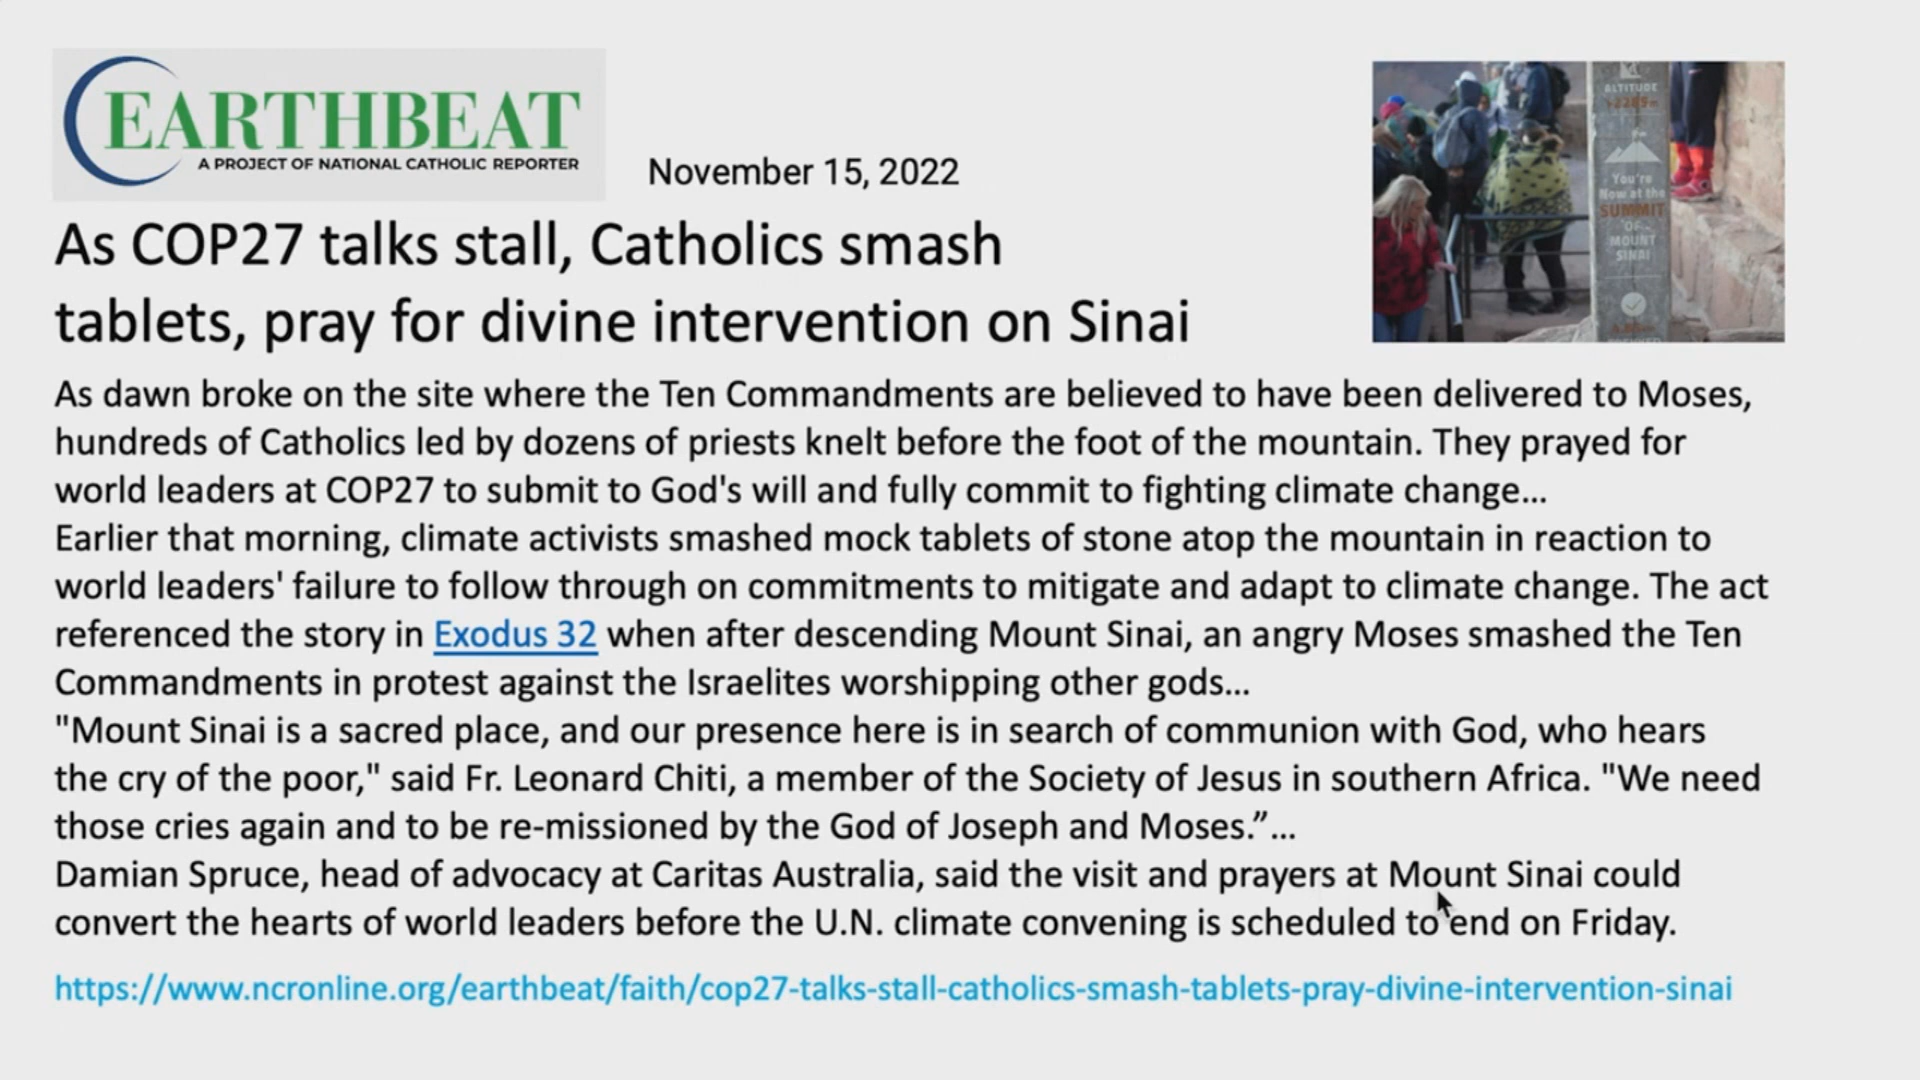 EARTHBEAT
A PROJECT OF NATIONAL CATHOLIC REPORTER
November 15, 2022
ALTITUDE
You're
Now at the
SUMMIT
OF
MOUNT
SINAI
As COP27 talks stall, Catholics smash
tablets, pray for divine intervention on Sinai
As dawn broke on the site where the Ten Commandments are believed to have been delivered to Moses,
hundreds of Catholics led by dozens of priests knelt before the foot of the mountain. They prayed for
world leaders at COP27 to submit to God's will and fully commit to fighting climate change...
Earlier that morning, climate activists smashed mock tablets of stone atop the mountain in reaction to
world leaders' failure to follow through on commitments to mitigate and adapt to climate change. The act
referenced the story in Exodus 32 when after descending Mount Sinai, an angry Moses smashed the Ten
Commandments in protest against the Israelites worshipping other gods...
"Mount Sinai is a sacred place, and our presence here is in search of communion with God, who hears
the cry of the poor," said Fr. Leonard Chiti, a member of the Society of Jesus in southern Africa. "We need
those cries again and to be re-missioned by the God of Joseph and Moses.”...
Damian Spruce, head of advocacy at Caritas Australia, said the visit and prayers at Mount Sinai could
convert the hearts of world leaders before the U.N. climate convening is scheduled to end on Friday.
https://www.ncronline.org/earthbeat/faith/cop27-talks-stall-catholics-smash-tablets-pray-divine-intervention-sinai